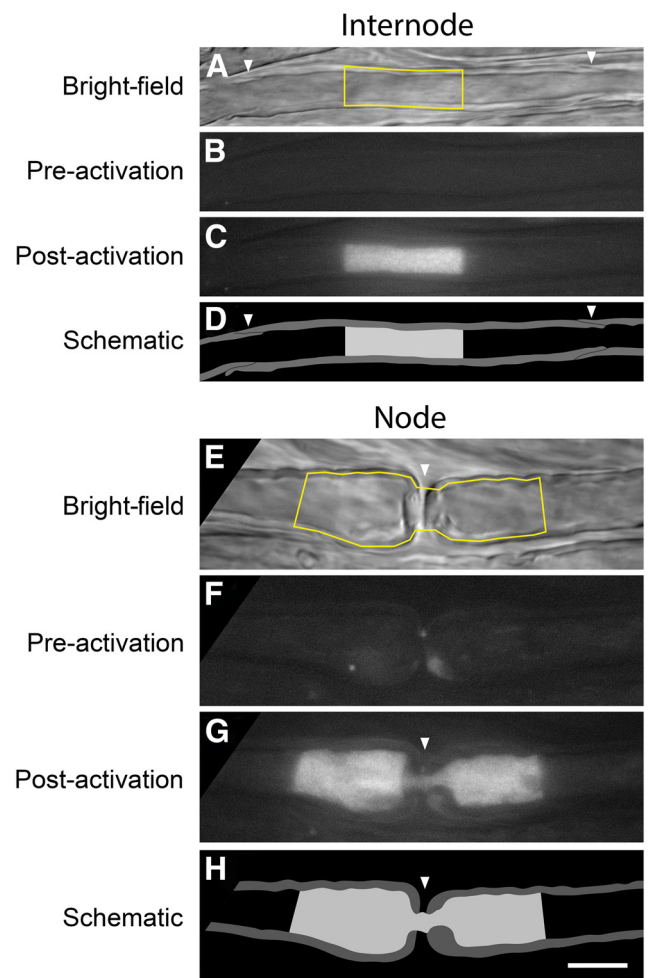 Internode
Bright-field A
Pre-activation B
Post-activation C
Schematic D
Node
Bright-field E
Pre-activation F
Post-activation G
Schematic H